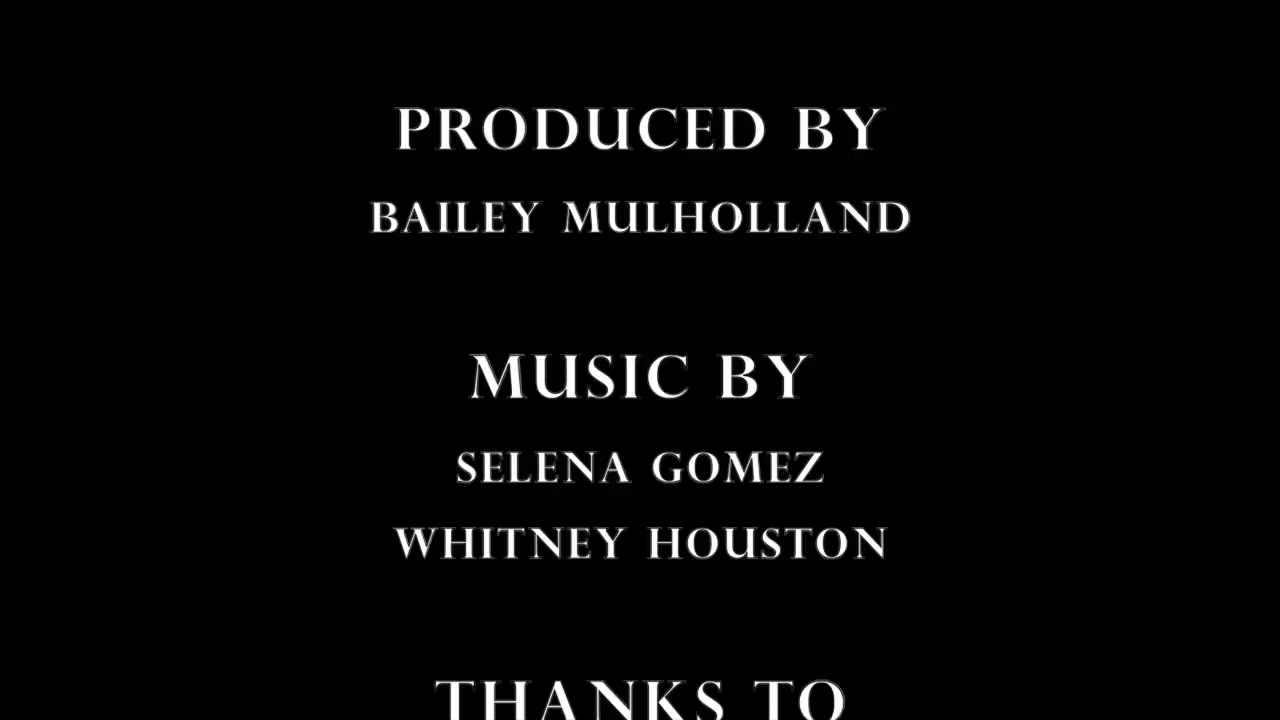 PRODUCED BY
BAILEY MULHOLLAND
MUSIC BY
SELENA GOMEZ
WHITNEY HOUSTON
THANKS TO